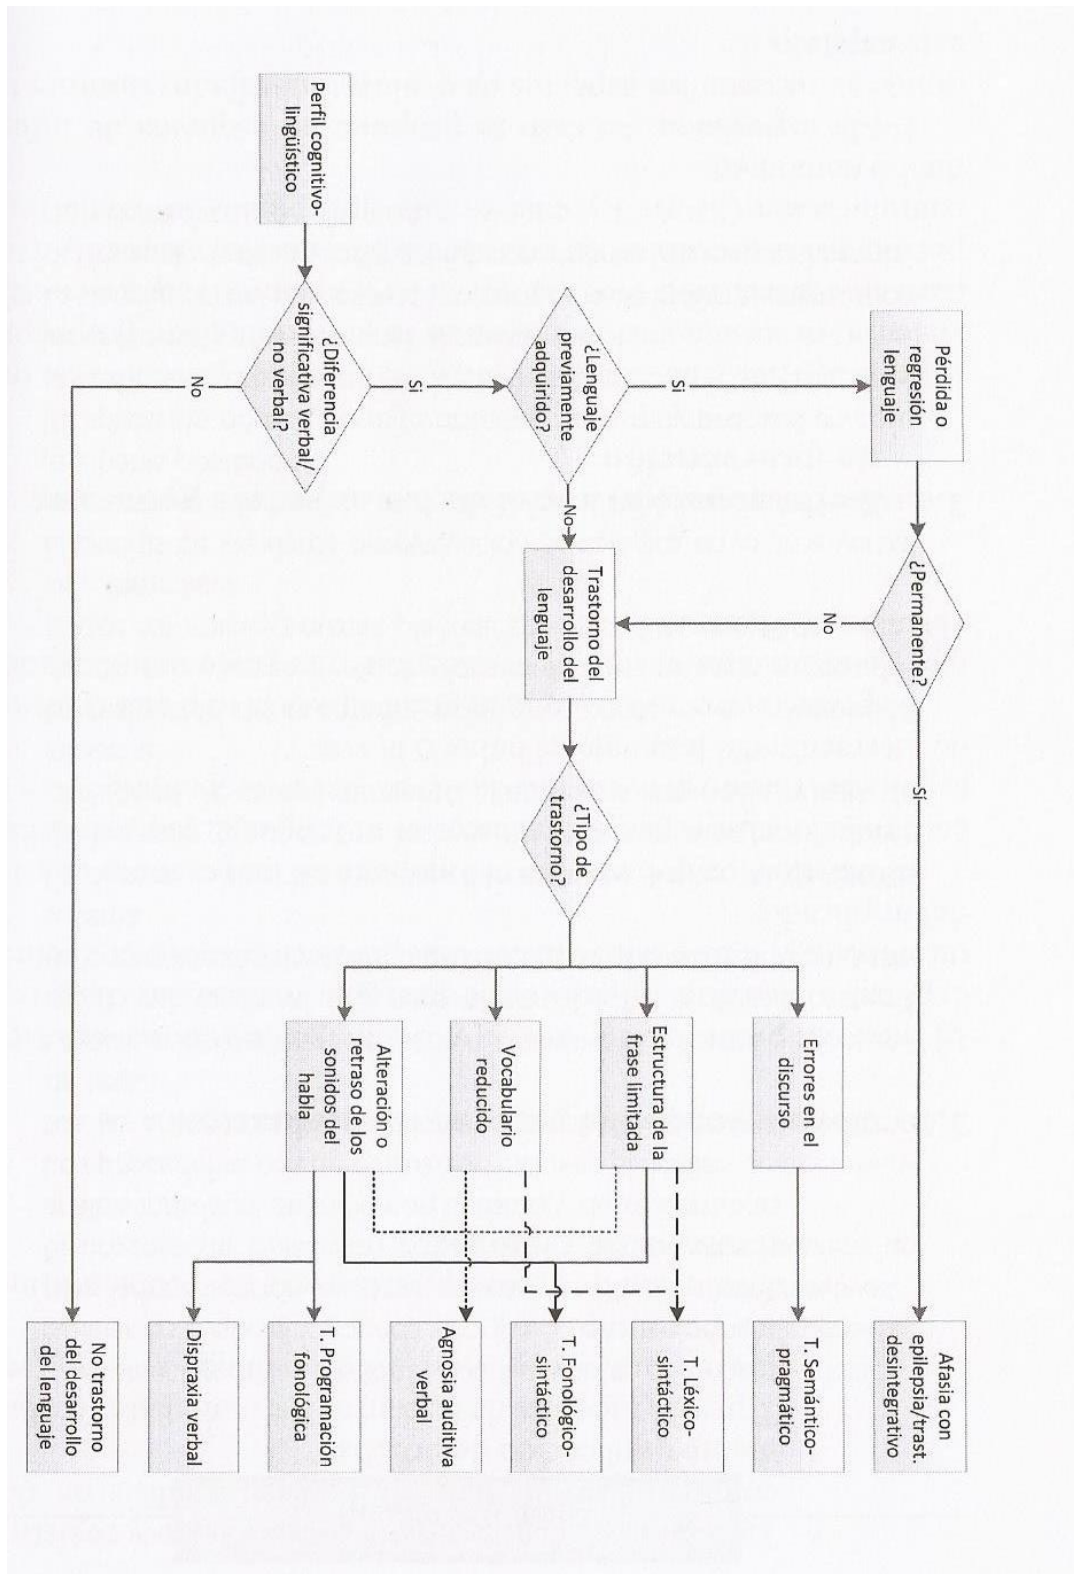 Perfil cognitivo-
lingüístico
¿Diferencia
significativa verbal/
no verbal?
No
Si
¿Lenguaje
previamente
adquirido?
Si
No
Pérdida o
regresión
lenguaje
¿Permanente?
No
Sí
Trastorno del
desarrollo del
lenguaje
¿Tipo de
trastorno?
Errores en el
discurso
Estructura de la
frase limitada
Vocabulario
reducido
Alteración o
retraso de los
sonidos del
habla
Afasia con
epilepsia/trast.
desintegrativo
T. Semántico-
pragmático
T. Léxico-
sintáctico
T. Fonológico-
sintáctico
Agnosia auditiva
verbal
T. Programación
fonológica
Dispraxia verbal
No trastorno
del desarrollo
del lenguaje